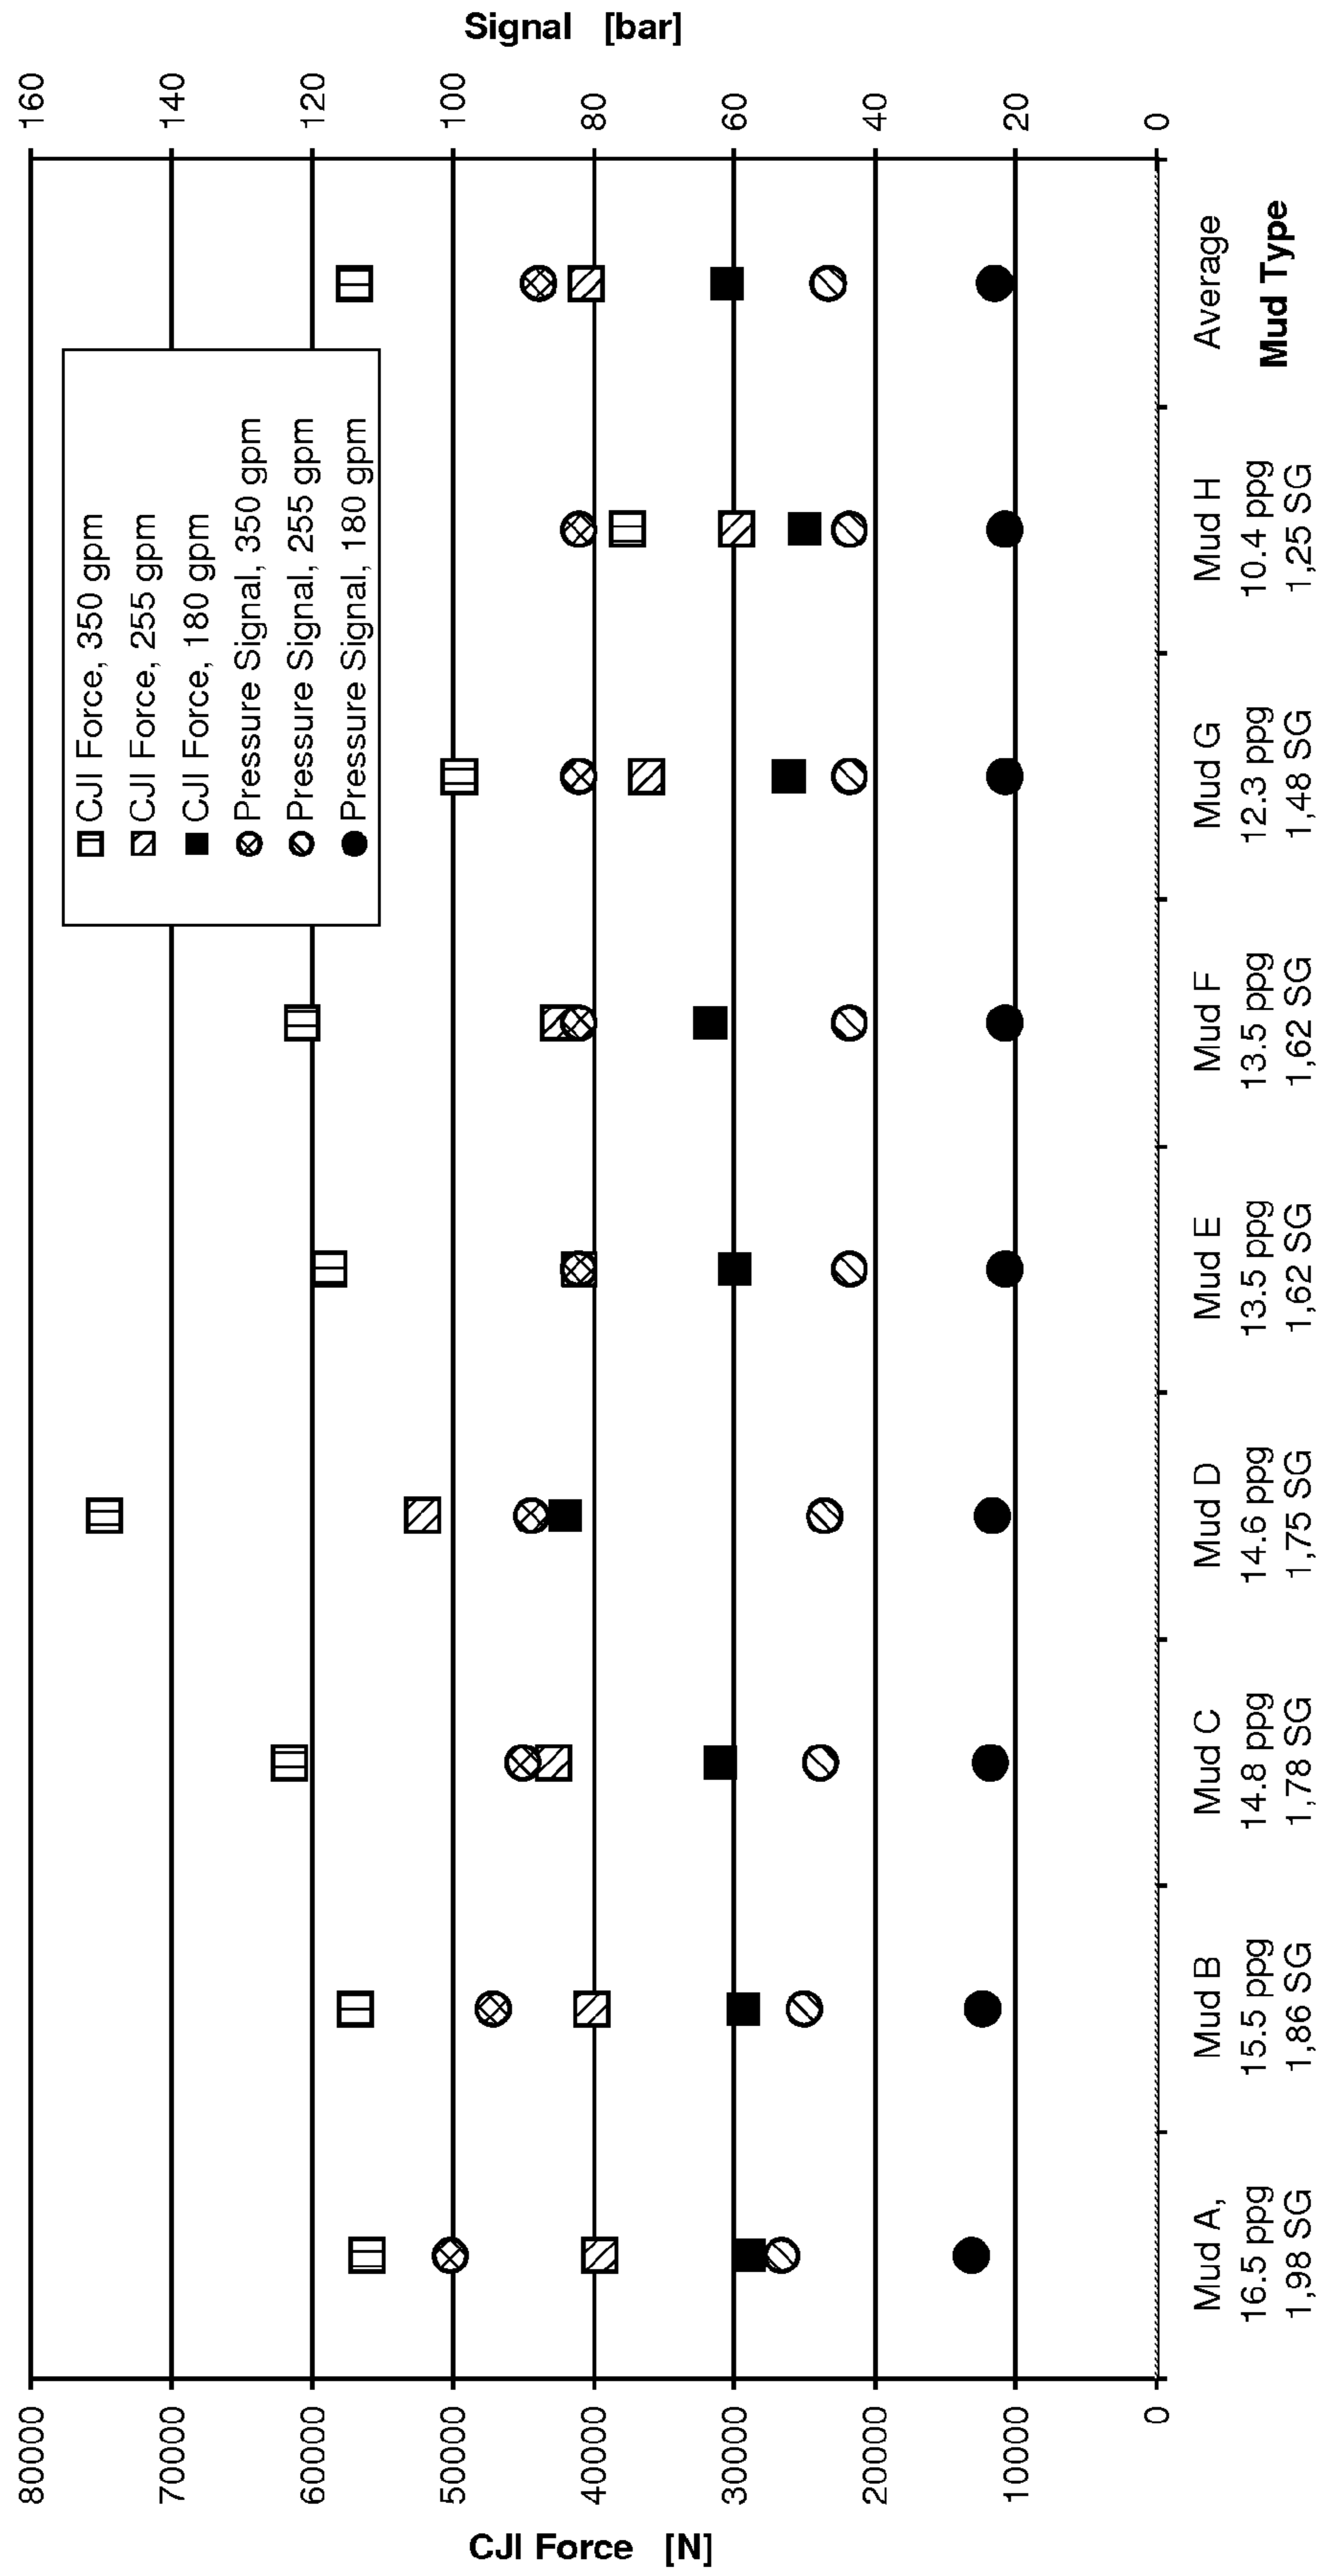 CJI Force [N]
80000
70000
60000
50000
40000
30000
20000
10000
0
Signal [bar]
160
140
120
100
80
60
40
20
0
CJI Force, 350 gpm
CJI Force, 255 gpm
CJI Force, 180 gpm
Pressure Signal, 350 gpm
Pressure Signal, 255 gpm
Pressure Signal, 180 gpm
Mud A,
16.5 ppg
1,98 SG
Mud B
15.5 ppg
1,86 SG
Mud C
14.8 ppg
1,78 SG
Mud D
14.6 ppg
1,75 SG
Mud E
13.5 ppg
1,62 SG
Mud F
13.5 ppg
1,62 SG
Mud G
12.3 ppg
1,48 SG
Mud H
10.4 ppg
1,25 SG
Average
Mud Type